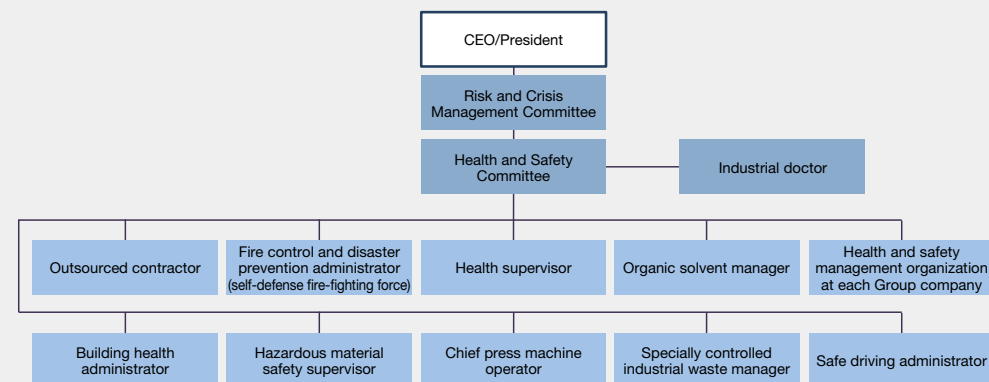 CEO/President
Risk and Crisis
Management Committee
Health and Safety
Committee
Industrial doctor
Outsourced contractor
Fire control and disaster
prevention administrator
(self-defense fire-fighting force)
Health supervisor
Organic solvent manager
Health and safety
management organization
at each Group company
Building health
administrator
Hazardous material
safety supervisor
Chief press machine
operator
Specially controlled
industrial waste manager
Safe driving administrator